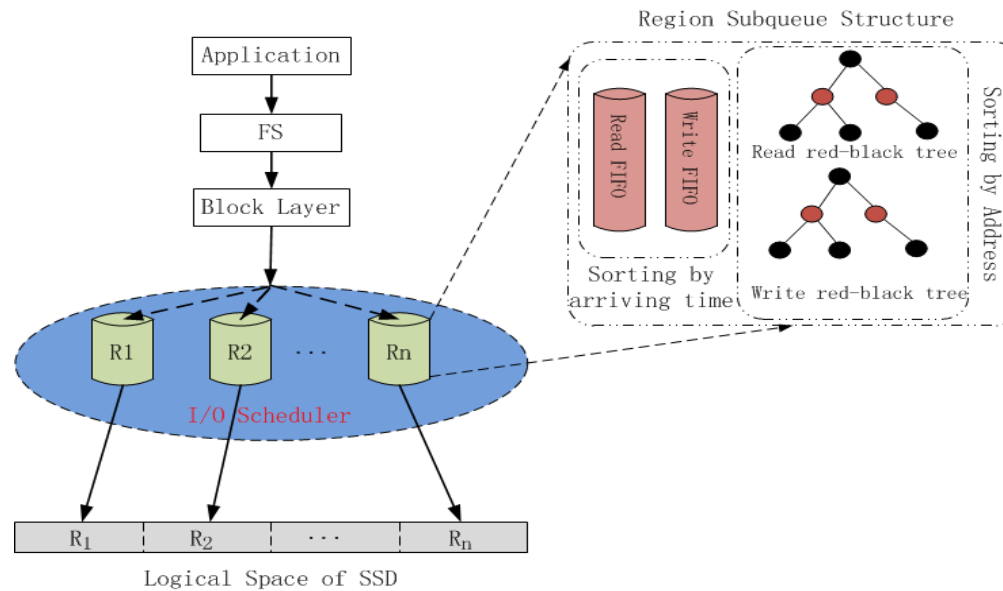 Region Subqueue Structure
Application
FS
Block Layer
Read FIFO
Write FIFO
Sorting by
arriving time
Read red-black tree
Write red-black tree
Sorting by Address
R1
R2
...
Rn
I/O Scheduler
R1
R2
...
Rn
Logical Space of SSD